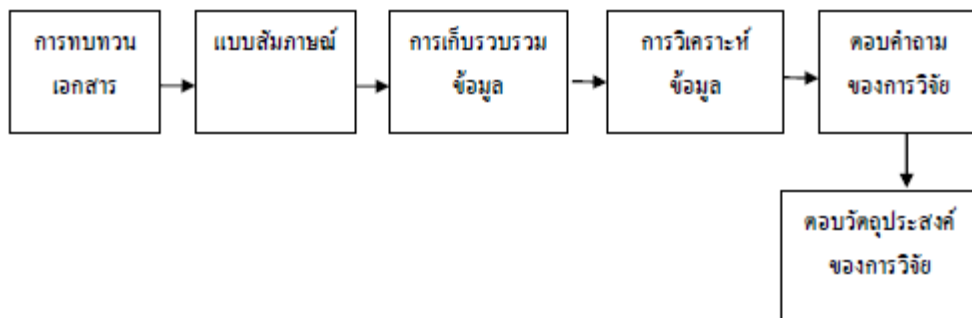 การทบทวน
เอกสาร
แบบสัมภาษณ์
การเก็บรวบรวม
ข้อมูล
การวิเคราะห์
ข้อมูล
ตอบคำถาม
ของการวิจัย
ตอบวัตถุประสงค์
ของการวิจัย